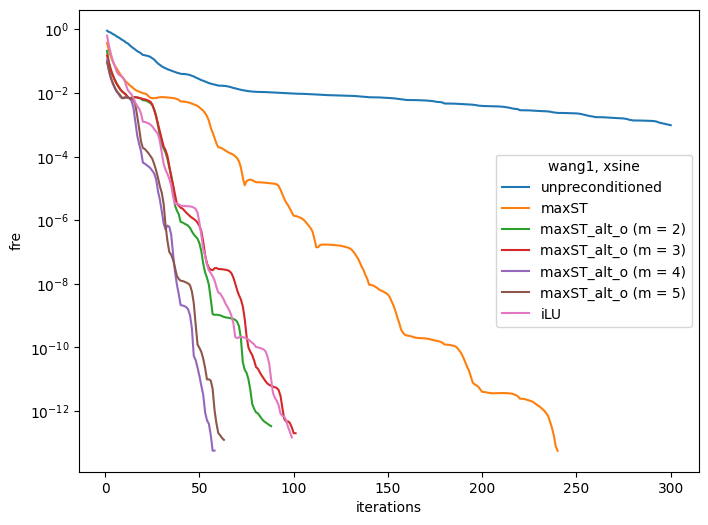 10^0
10^-2
10^-4
10^-6
10^-8
10^-10
10^-12
fre
wang1, xsine
unpreconditioned
maxST
maxST_alt_o (m = 2)
maxST_alt_o (m = 3)
maxST_alt_o (m = 4)
maxST_alt_o (m = 5)
iLU
0 50 100 150 200 250 300
iterations